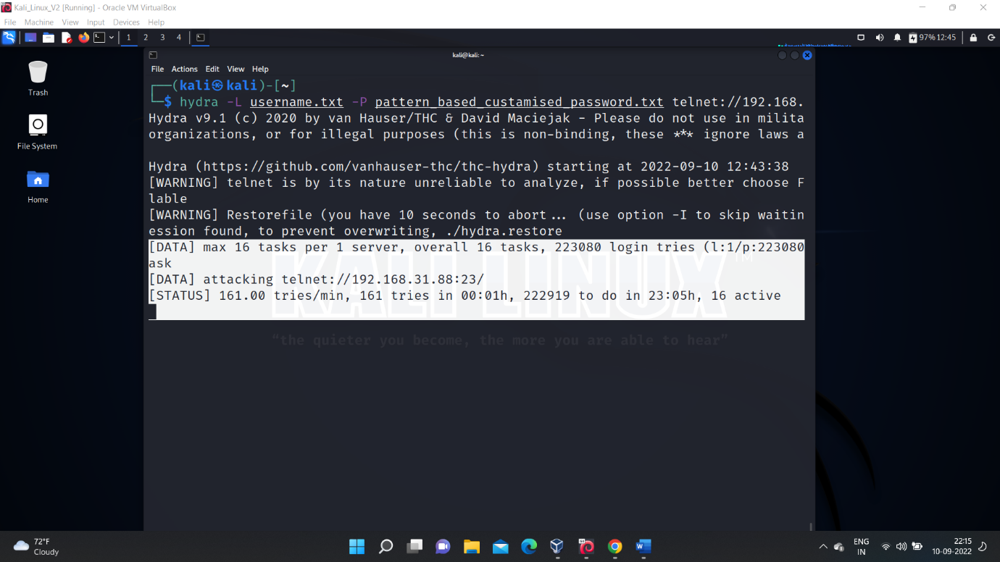 Kali_Linux_V2 [Running] - Oracle VM VirtualBox
File Machine View Input Devices Help
1 2 3 4
97% 12:45
Trash
File System
Home
kali@kali: ~
File Actions Edit View Help
┌──(kali㉿kali)-[~]
└─$ hydra -L username.txt -P pattern_based_custamised_password.txt telnet://192.168.
Hydra v9.1 (c) 2020 by van Hauser/THC & David Maciejak - Please do not use in milita
organizations, or for illegal purposes (this is non-binding, these *** ignore laws a
Hydra (https://github.com/vanhauser-thc/thc-hydra) starting at 2022-09-10 12:43:38
[WARNING] telnet is by its nature unreliable to analyze, if possible better choose F
lable
[WARNING] Restorefile (you have 10 seconds to abort... (use option -I to skip waitin
ession found, to prevent overwriting, ./hydra.restore
[DATA] max 16 tasks per 1 server, overall 16 tasks, 223080 login tries (l:1/p:223080
ask
[DATA] attacking telnet://192.168.31.88:23/
[STATUS] 161.00 tries/min, 161 tries in 00:01h, 222919 to do in 23:05h, 16 active
KALI LINUX
TM
“the quieter you become, the more you are able to hear”
72°F
Cloudy
ENG
IN
22:15
10-09-2022